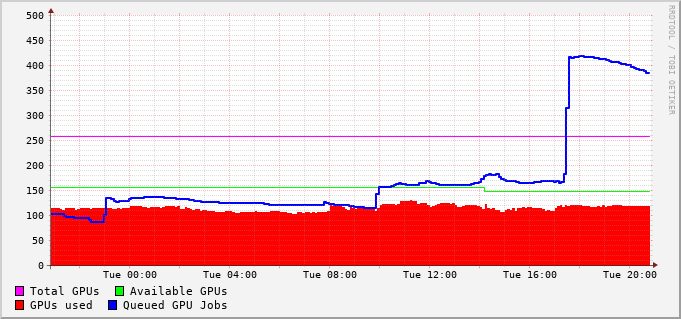 500
450
400
350
300
250
200
150
100
50
0
Tue 00:00 Tue 04:00 Tue 08:00 Tue 12:00 Tue 16:00 Tue 20:00
Total GPUs Available GPUs
GPUs used Queued GPU Jobs
RRDTOOL / TOBI OETIKER